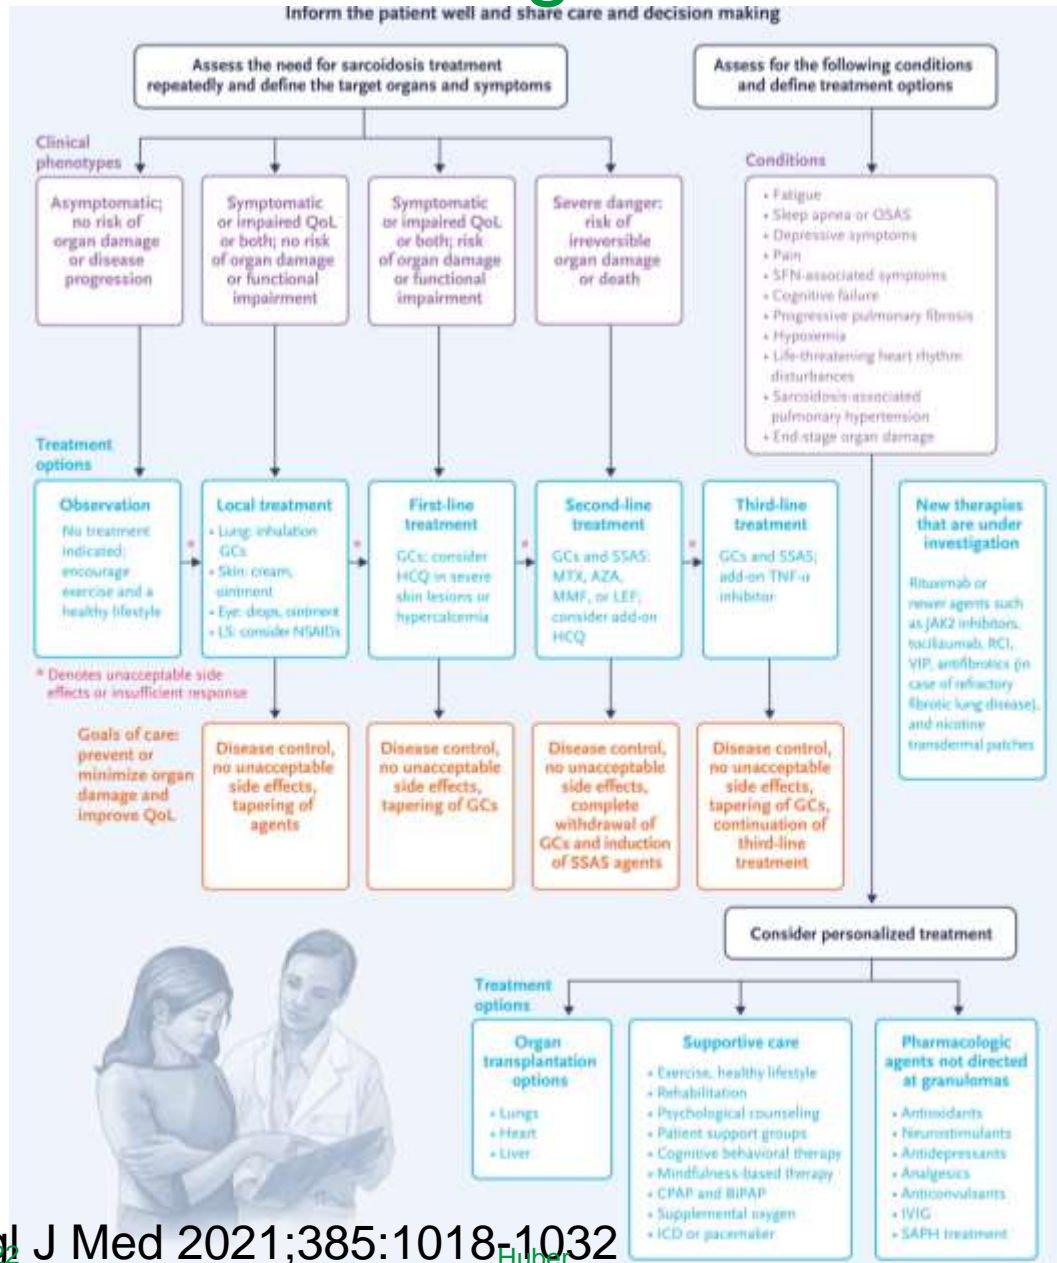 Inform the patient well and share care and decision making
Assess the need for sarcoidosis treatment
repeatedly and define the target organs and symptoms
Assess for the following conditions
and define treatment options
Clinical
phenotypes
Asymptomatic;
no risk of
organ damage
or disease
progression
Symptomatic
or impaired QoL
or both; no risk
of organ damage
or functional
impairment
Symptomatic
or impaired QoL
or both; risk
of organ damage
or functional
impairment
Severe danger;
risk of
irreversible
organ damage
or death
Conditions
• Fatigue
• Sleep apnea or OSAS
• Depressive symptoms
• Pain
• SFN-associated symptoms
• Cognitive failure
• Progressive pulmonary fibrosis
• Hypoxemia
• Life-threatening heart rhythm
disturbances
• Sarcoidosis-associated
pulmonary hypertension
• End-stage organ damage
Treatment
options
Observation
No treatment
indicated;
encourage
exercise and a
healthy lifestyle
*
Local treatment
• Lung: inhalation
GCs
• Skin: cream,
ointment
• Eye: drops, ointment
• LS: consider NSAIDs
*
First-line
treatment
GCs; consider
HCQ in severe
skin lesions or
hypercalcemia
*
Second-line
treatment
GCs and SSAS:
MTX, AZA,
MMF, or LEF;
consider add-on
HCQ
*
Third-line
treatment
GCs and SSAS;
add-on TNF-α
inhibitor
New therapies
that are under
investigation
Rituximab or
newer agents such
as JAK2 inhibitors,
tocilizumab, RCI,
VIP, antifibrotics (in
case of refractory
fibrotic lung disease),
and nicotine
transdermal patches
* Denotes unacceptable side
effects or insufficient response
Goals of care:
prevent or
minimize organ
damage and
improve QoL
Disease control,
no unacceptable
side effects,
tapering of
agents
Disease control,
no unacceptable
side effects,
tapering of GCs
Disease control,
no unacceptable
side effects,
complete
withdrawal of
GCs and induction
of SSAS agents
Disease control,
no unacceptable
side effects,
tapering of GCs,
continuation of
third-line
treatment
Consider personalized treatment
Treatment
options
Organ
transplantation
options
• Lungs
• Heart
• Liver
Supportive care
• Exercise, healthy lifestyle
• Rehabilitation
• Psychological counseling
• Patient support groups
• Cognitive behavioral therapy
• Mindfulness-based therapy
• CPAP and BiPAP
• Supplemental oxygen
• ICD or pacemaker
Pharmacologic
agents not directed
at granulomas
• Antioxidants
• Neurostimulants
• Antidepressants
• Analgesics
• Anticonvulsants
• IVIG
• SAPH treatment
J Med 2021;385:1018-1032
Huber